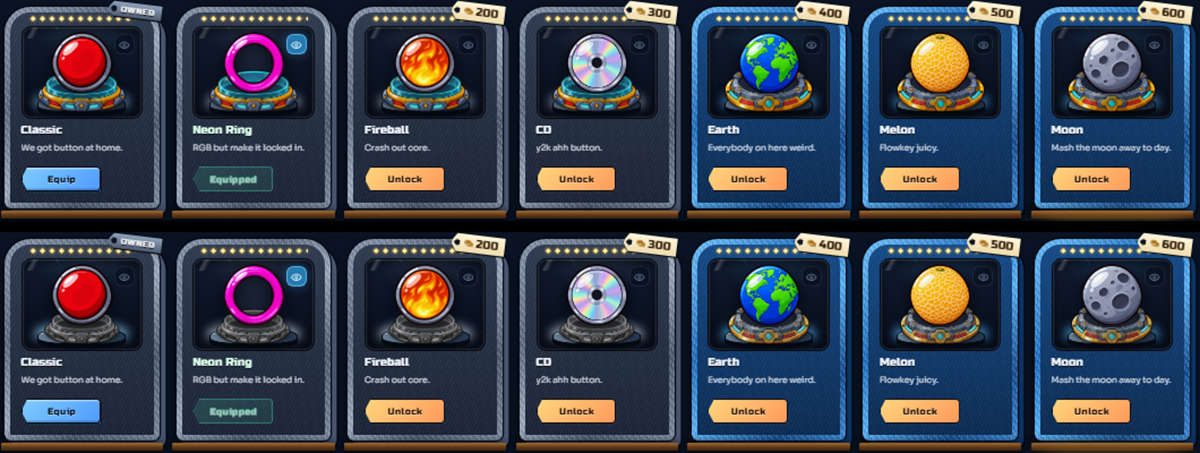 OWNED
200
300
400
500
600
Classic
We got button at home.
Equip
Neon Ring
RGB but make it locked in.
Equipped
Fireball
Crash out core.
Unlock
CD
y2k ahh button.
Unlock
Earth
Everybody on here weird.
Unlock
Melon
Flowkey juicy.
Unlock
Moon
Mash the moon away to day.
Unlock
OWNED
200
300
400
500
600
Classic
We got button at home.
Equip
Neon Ring
RGB but make it locked in.
Equipped
Fireball
Crash out core.
Unlock
CD
y2k ahh button.
Unlock
Earth
Everybody on here weird.
Unlock
Melon
Flowkey juicy.
Unlock
Moon
Mash the moon away to day.
Unlock